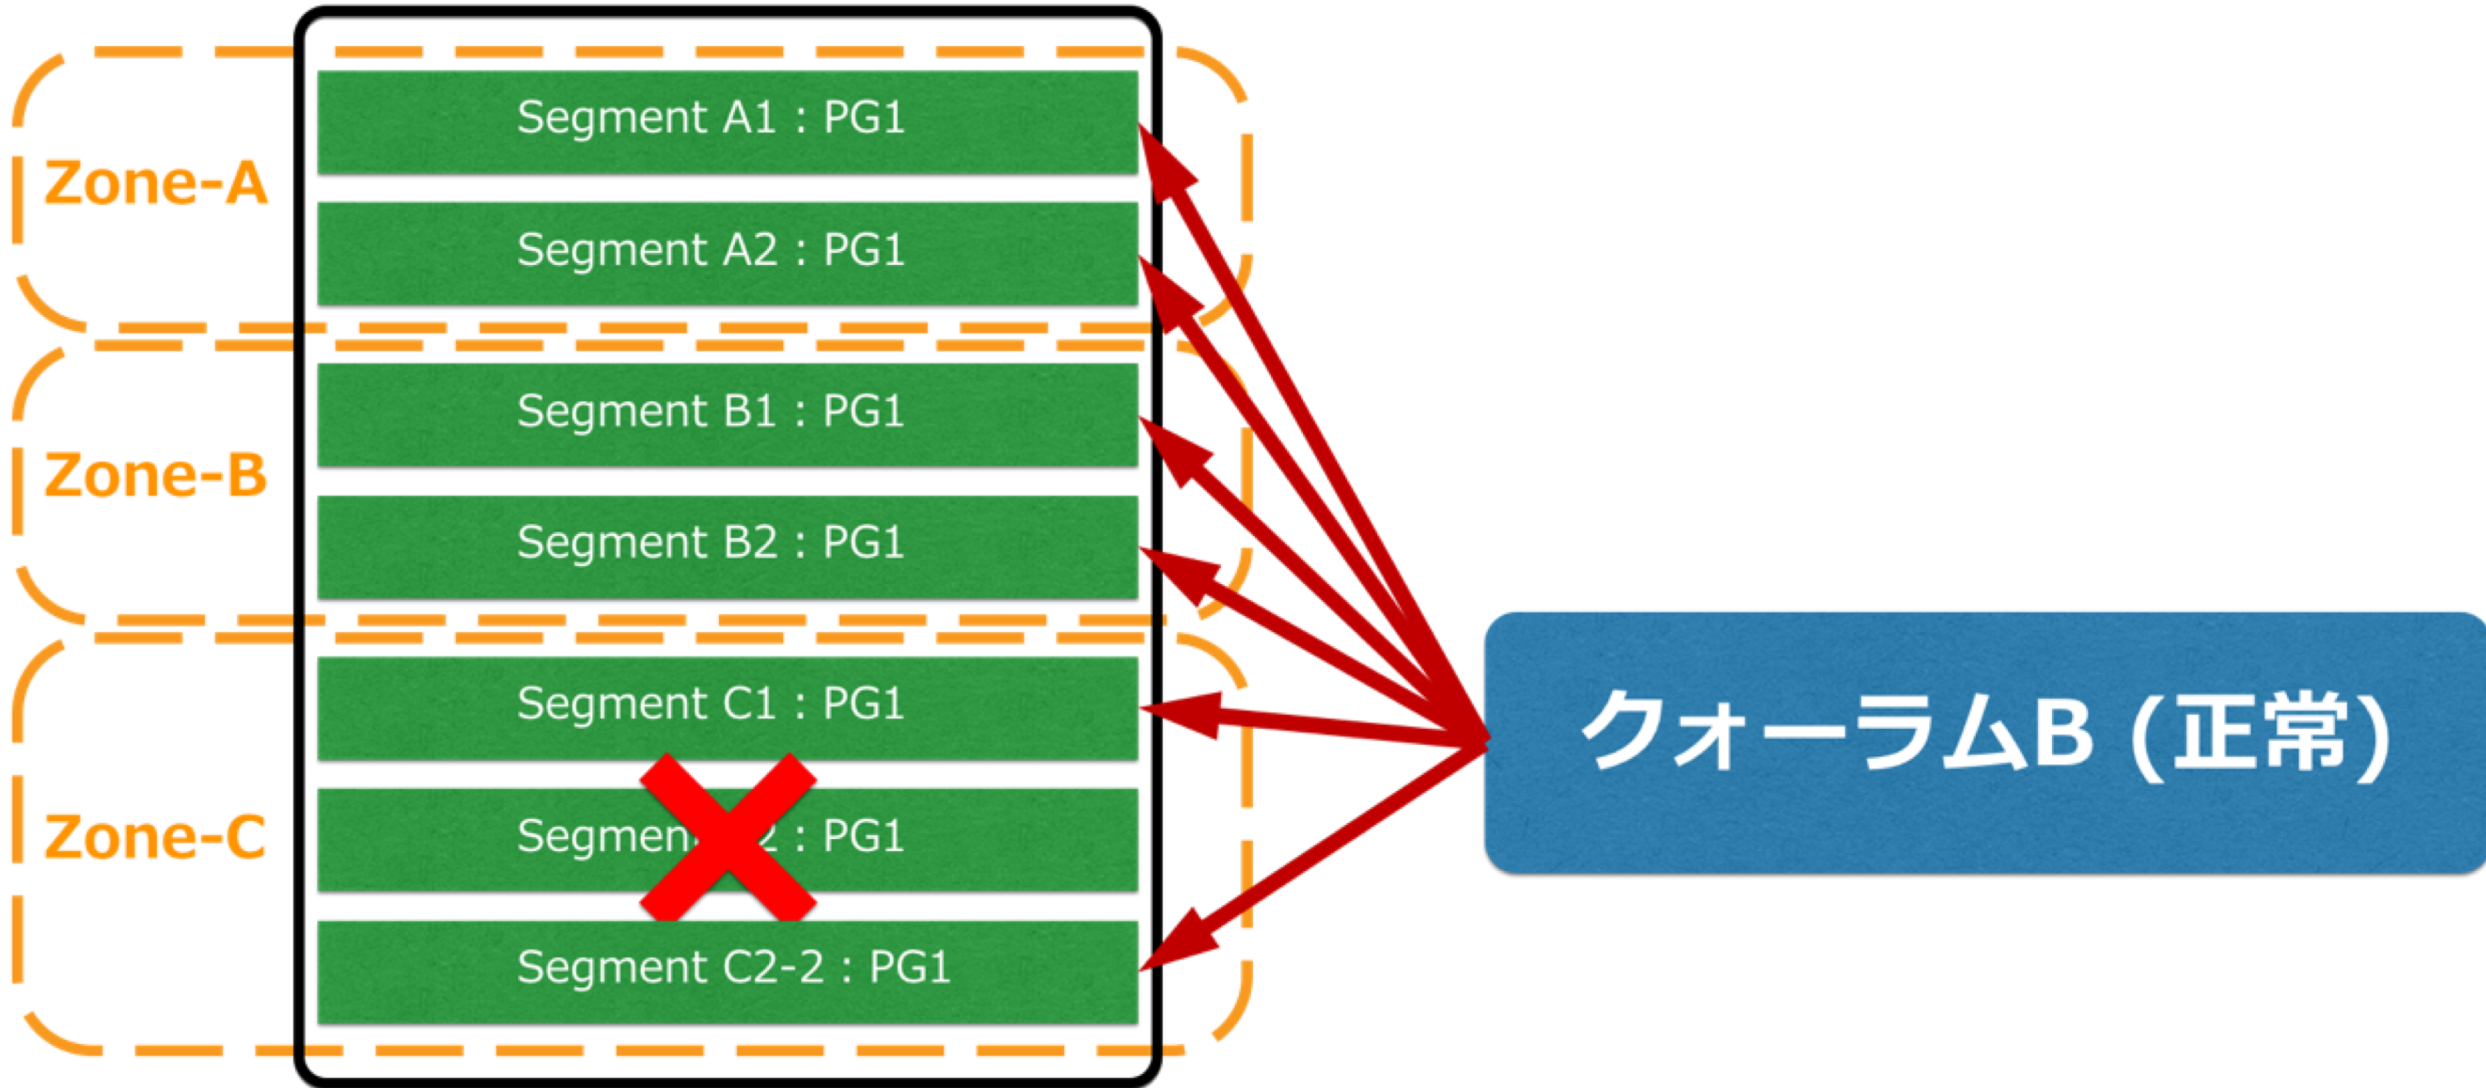 Zone-A
Segment A1 : PG1
Segment A2 : PG1
Zone-B
Segment B1 : PG1
Segment B2 : PG1
Zone-C
Segment C1 : PG1
2 : PG1
Segment C2-2 : PG1
クォーラムB (正常)